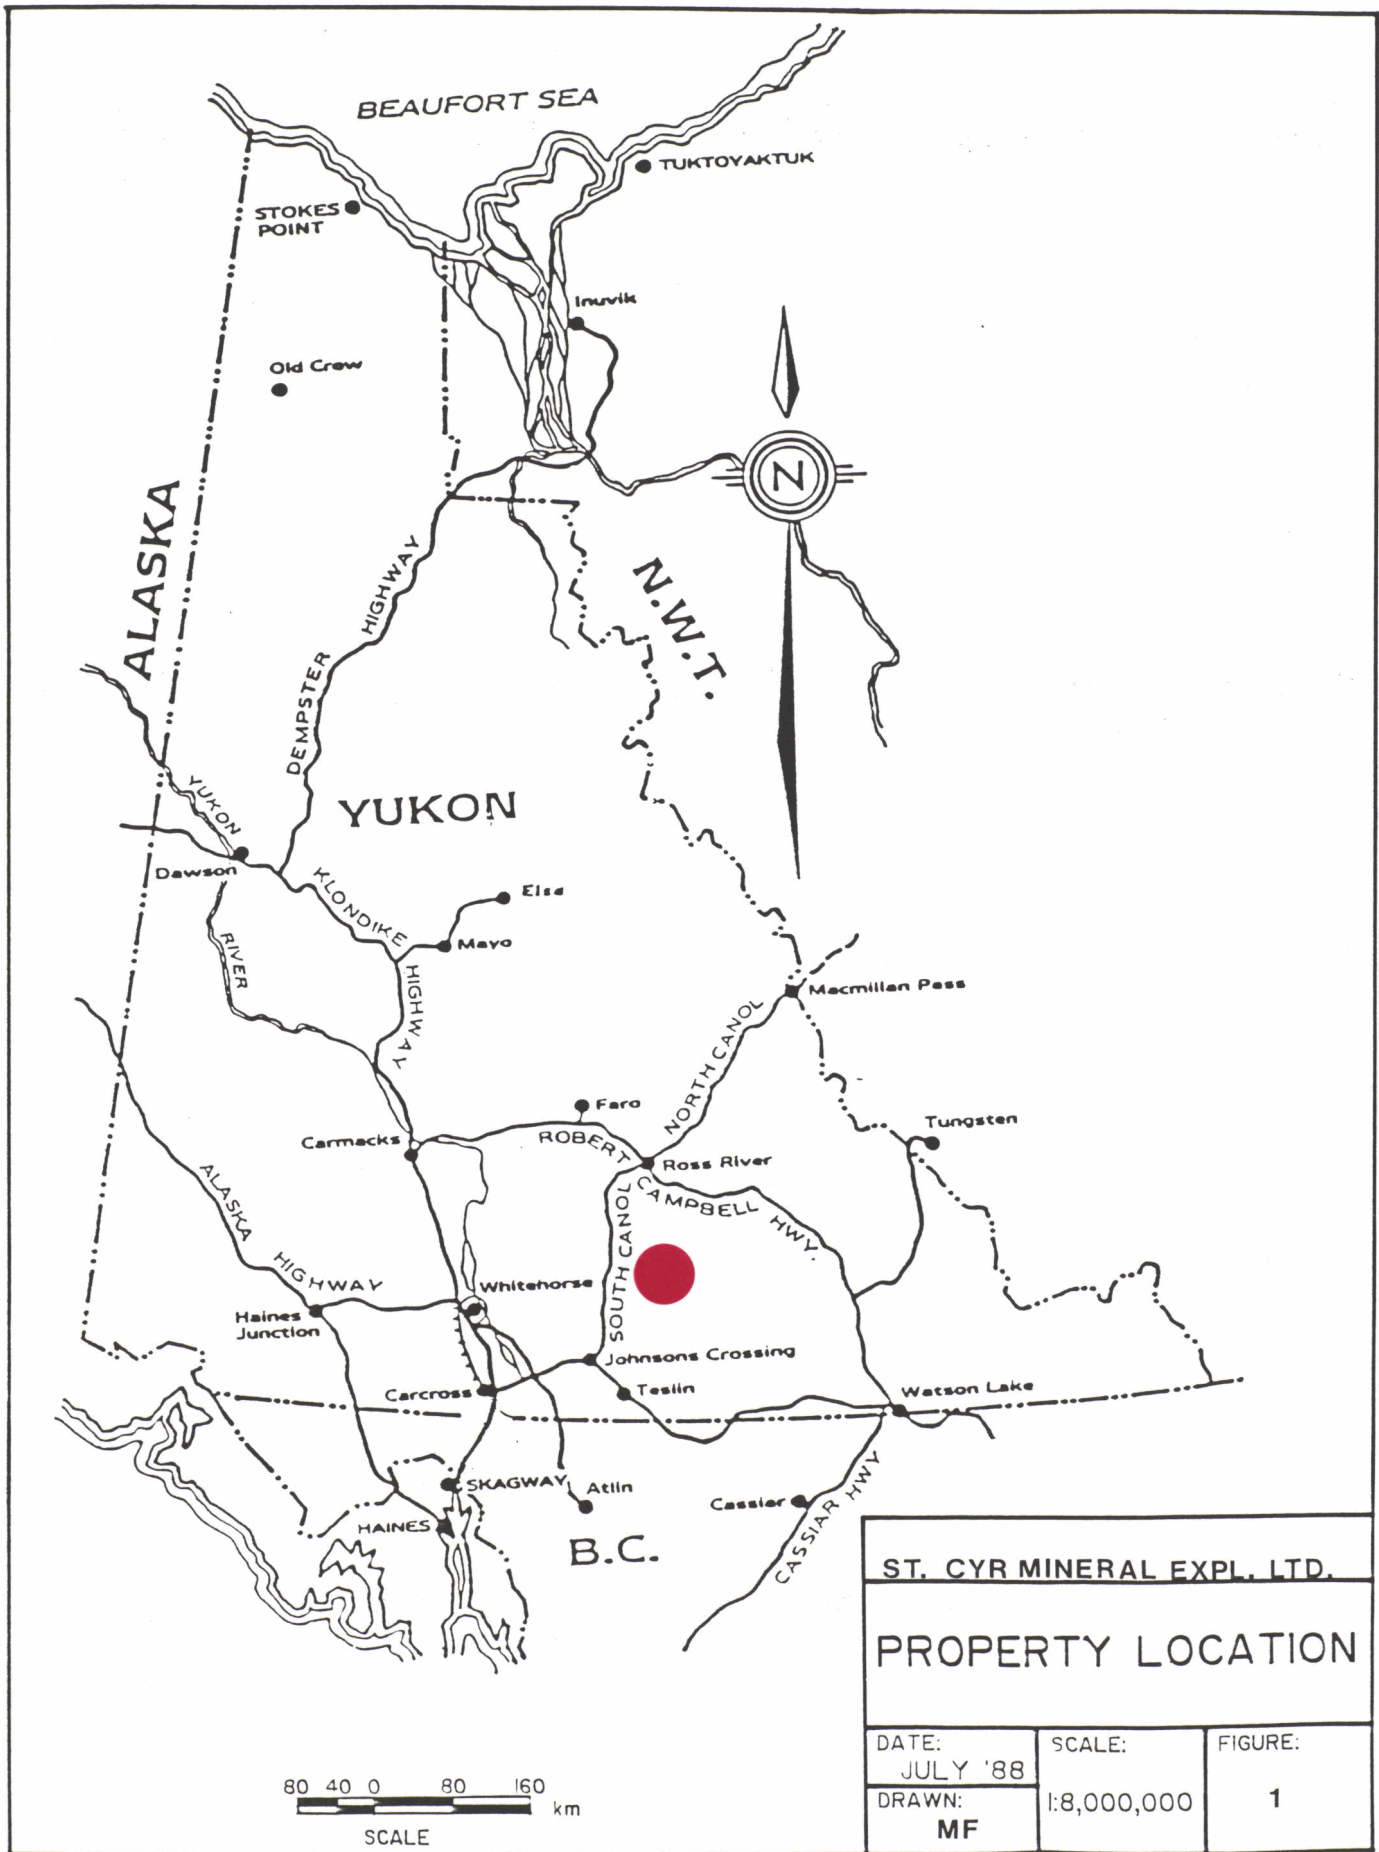 BEAUFORT SEA
TUKTOYAKTUK
STOKES
POINT
Inuvik
Old Crow
N
ALASKA
DEMPSTER HIGHWAY
N.W.T.
YUKON
YUKON
RIVER
Dawson
KLONDIKE
HIGHWAY
Elsa
Mayo
Macmillan Pass
NORTH CANOL
Faro
Tungsten
Carmacks
ROBERT
CAMPBELL HWY.
Ross River
ALASKA
HIGHWAY
SOUTH CANOL
Whitehorse
Haines
Junction
Johnsons Crossing
Carcross
Teslin
Watson Lake
SKAGWAY
Atlin
Cassier
CASSIAR HWY
HAINES
B.C.
ST. CYR MINERAL EXPL. LTD.
PROPERTY LOCATION
DATE:
JULY '88
SCALE:
1:8,000,000
FIGURE:
1
DRAWN:
MF
80 40 0 80 160
km
SCALE